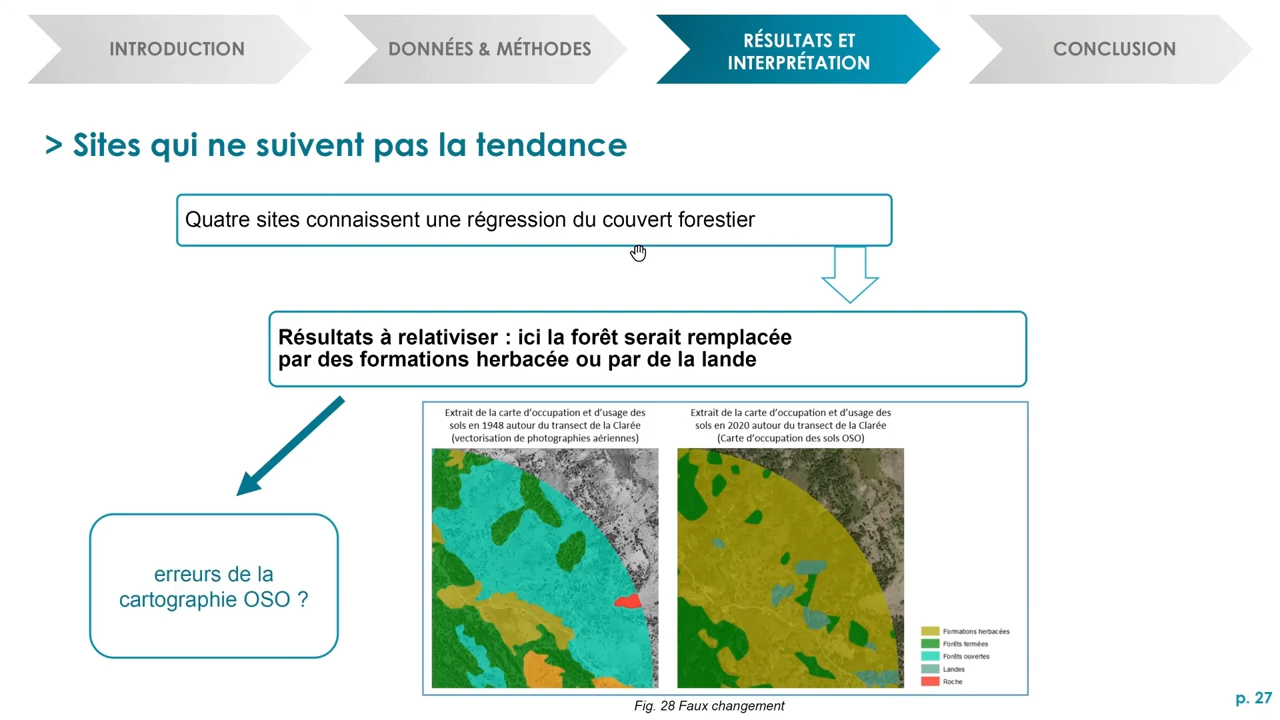 INTRODUCTION
DONNÉES & MÉTHODES
RÉSULTATS ET
INTERPRÉTATION
CONCLUSION
> Sites qui ne suivent pas la tendance
Quatre sites connaissent une régression du couvert forestier
Résultats à relativiser : ici la forêt serait remplacée
par des formations herbacée ou par de la lande
erreurs de la
cartographie OSO ?
Extrait de la carte d'occupation et d'usage des
sols en 1948 autour du transect de la Clarée
(vectorisation de photographies aériennes)
Extrait de la carte d'occupation et d'usage des
sols en 2020 autour du transect de la Clarée
(Carte d'occupation des sols OSO)
Formations herbacées
Forêts fermées
Forêts ouvertes
Landes
Roche
Fig. 28 Faux changement
p. 27